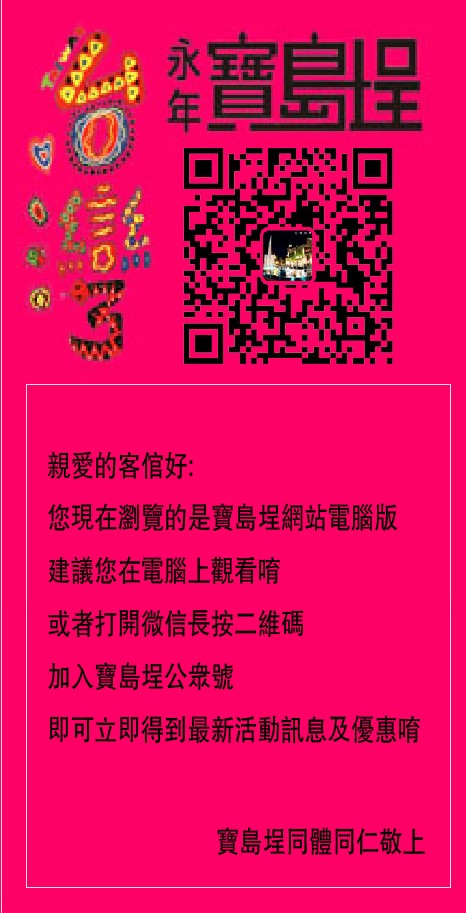 台灣
永年
寶島埕
親愛的客倌好:
您現在瀏覽的是寶島埕網站電腦版
建議您在電腦上觀看唷
或者打開微信長按二維碼
加入寶島埕公眾號
即可立即得到最新活動訊息及優惠唷
寶島埕同體同仁敬上